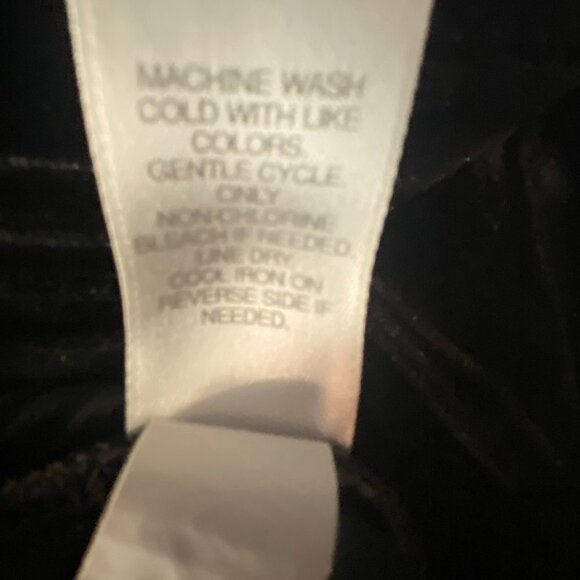 MACHINE WASH
COLD WITH LIKE
COLORS.
GENTLE CYCLE.
ONLY
NON-CHLORINE
BLEACH IF NEEDED.
LINE DRY.
COOL IRON ON
REVERSE SIDE IF
NEEDED.